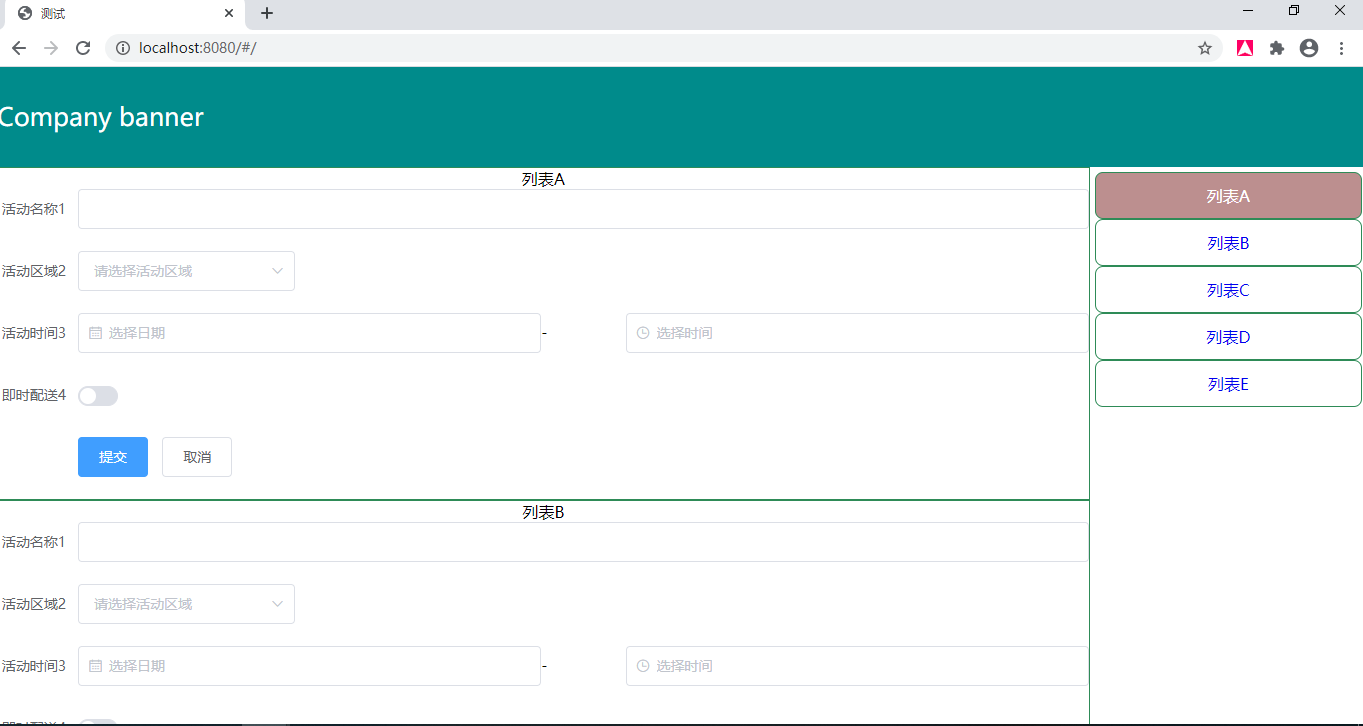 测试
localhost:8080/#/
Company banner
列表A
活动名称1
活动区域2
请选择活动区域
活动时间3
选择日期
-
选择时间
即时配送4
提交
取消
列表B
活动名称1
活动区域2
请选择活动区域
活动时间3
选择日期
-
选择时间
列表A
列表B
列表C
列表D
列表E